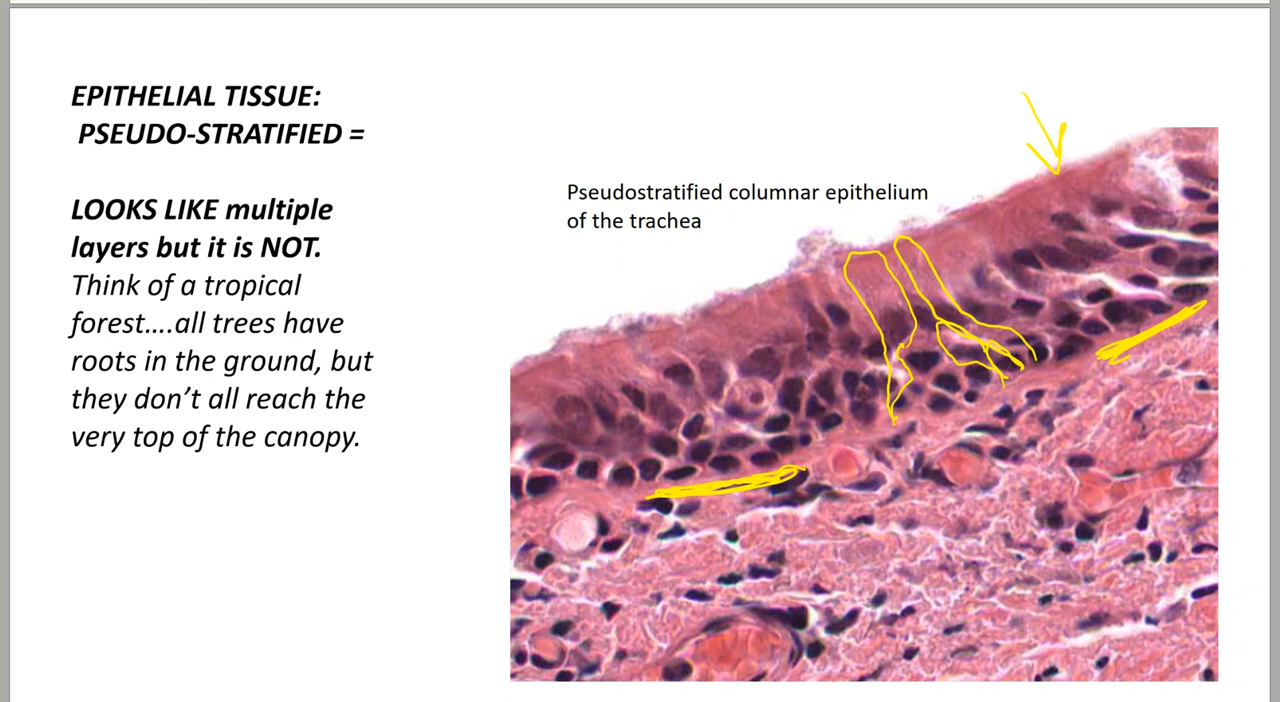 EPITHELIAL TISSUE:
PSEUDO-STRATIFIED =
LOOKS LIKE multiple
layers but it is NOT.
Think of a tropical
forest....all trees have
roots in the ground, but
they don’t all reach the
very top of the canopy.
Pseudostratified columnar epithelium
of the trachea